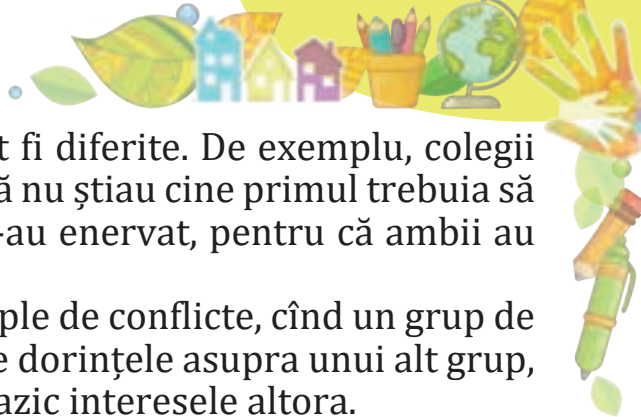 fi diferite. De exemplu, colegii
nu știau cine primul trebuia să
-au enervat, pentru că ambii au
ple de conflicte, cînd un grup de
dorințele asupra unui alt grup,
interesele altora.